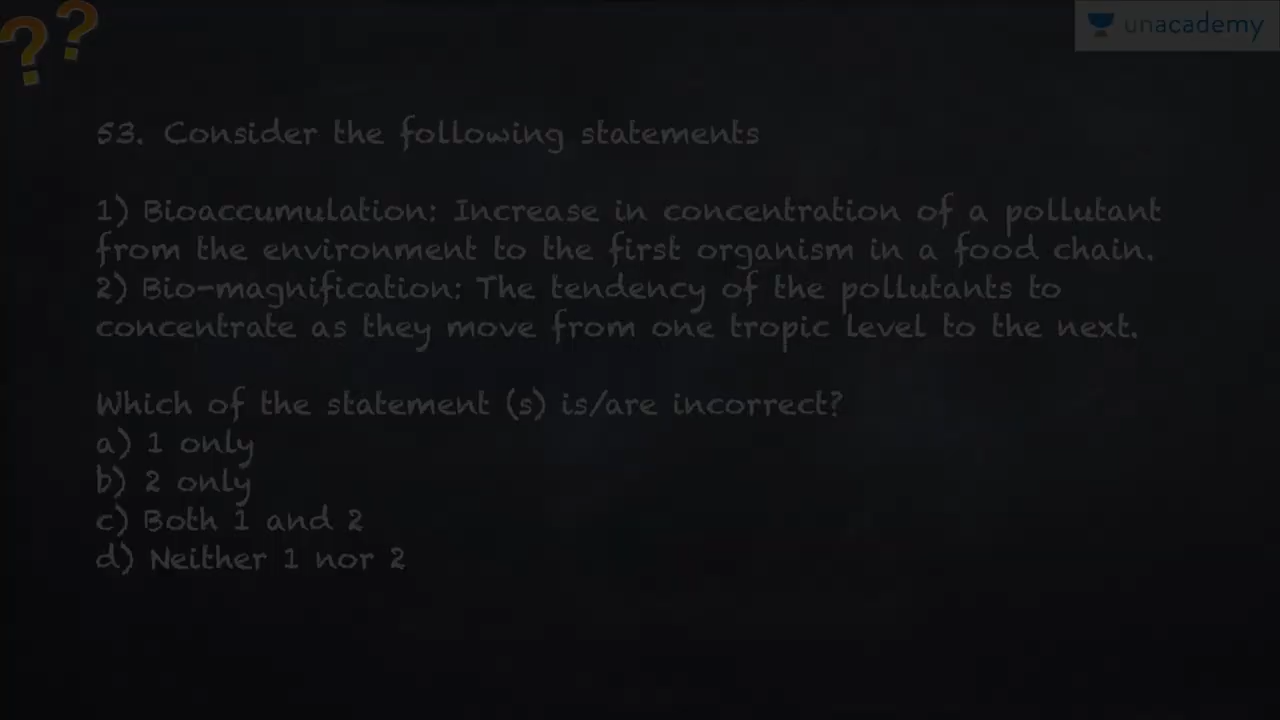 ??
unacademy
53. Consider the following statements
1) Bioaccumulation: Increase in concentration of a pollutant
from the environment to the first organism in a food chain.
2) Bio-magnification: The tendency of the pollutants to
concentrate as they move from one tropic level to the next.
Which of the statement (s) is/are incorrect?
a) 1 only
b) 2 only
c) Both 1 and 2
d) Neither 1 nor 2